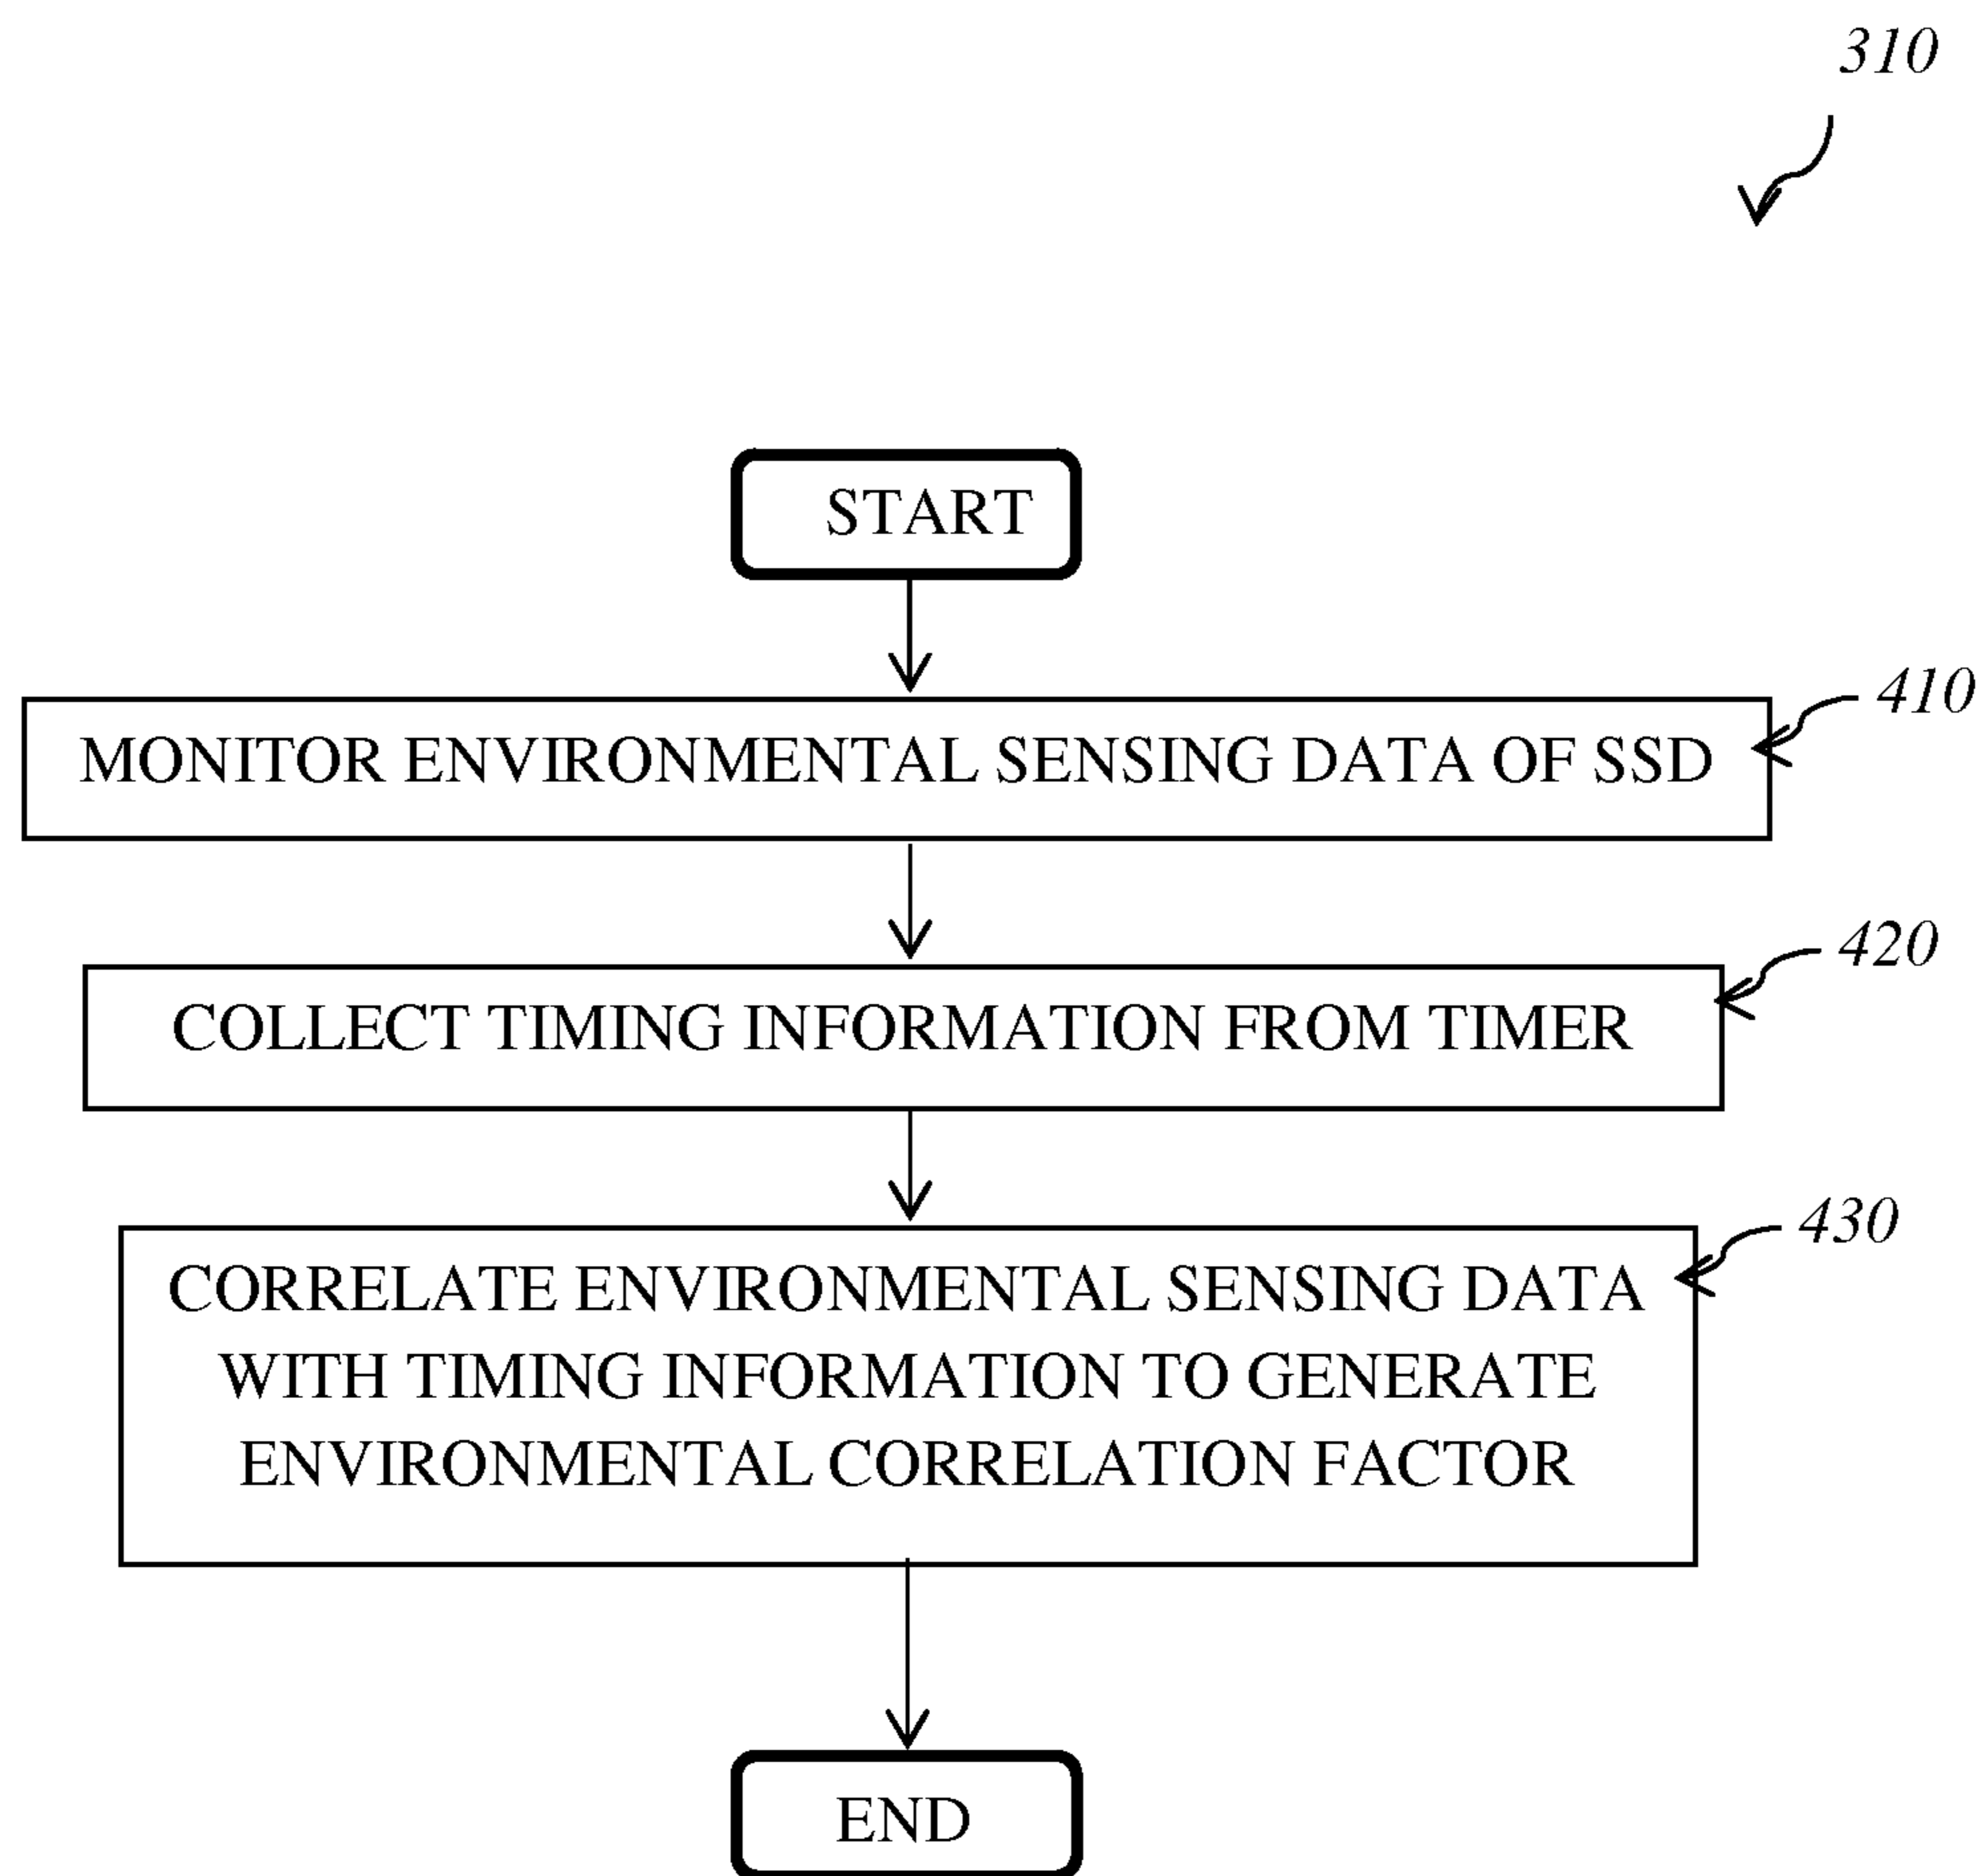 310
START
410
MONITOR ENVIRONMENTAL SENSING DATA OF SSD
420
COLLECT TIMING INFORMATION FROM TIMER
430
CORRELATE ENVIRONMENTAL SENSING DATA
WITH TIMING INFORMATION TO GENERATE
ENVIRONMENTAL CORRELATION FACTOR
END